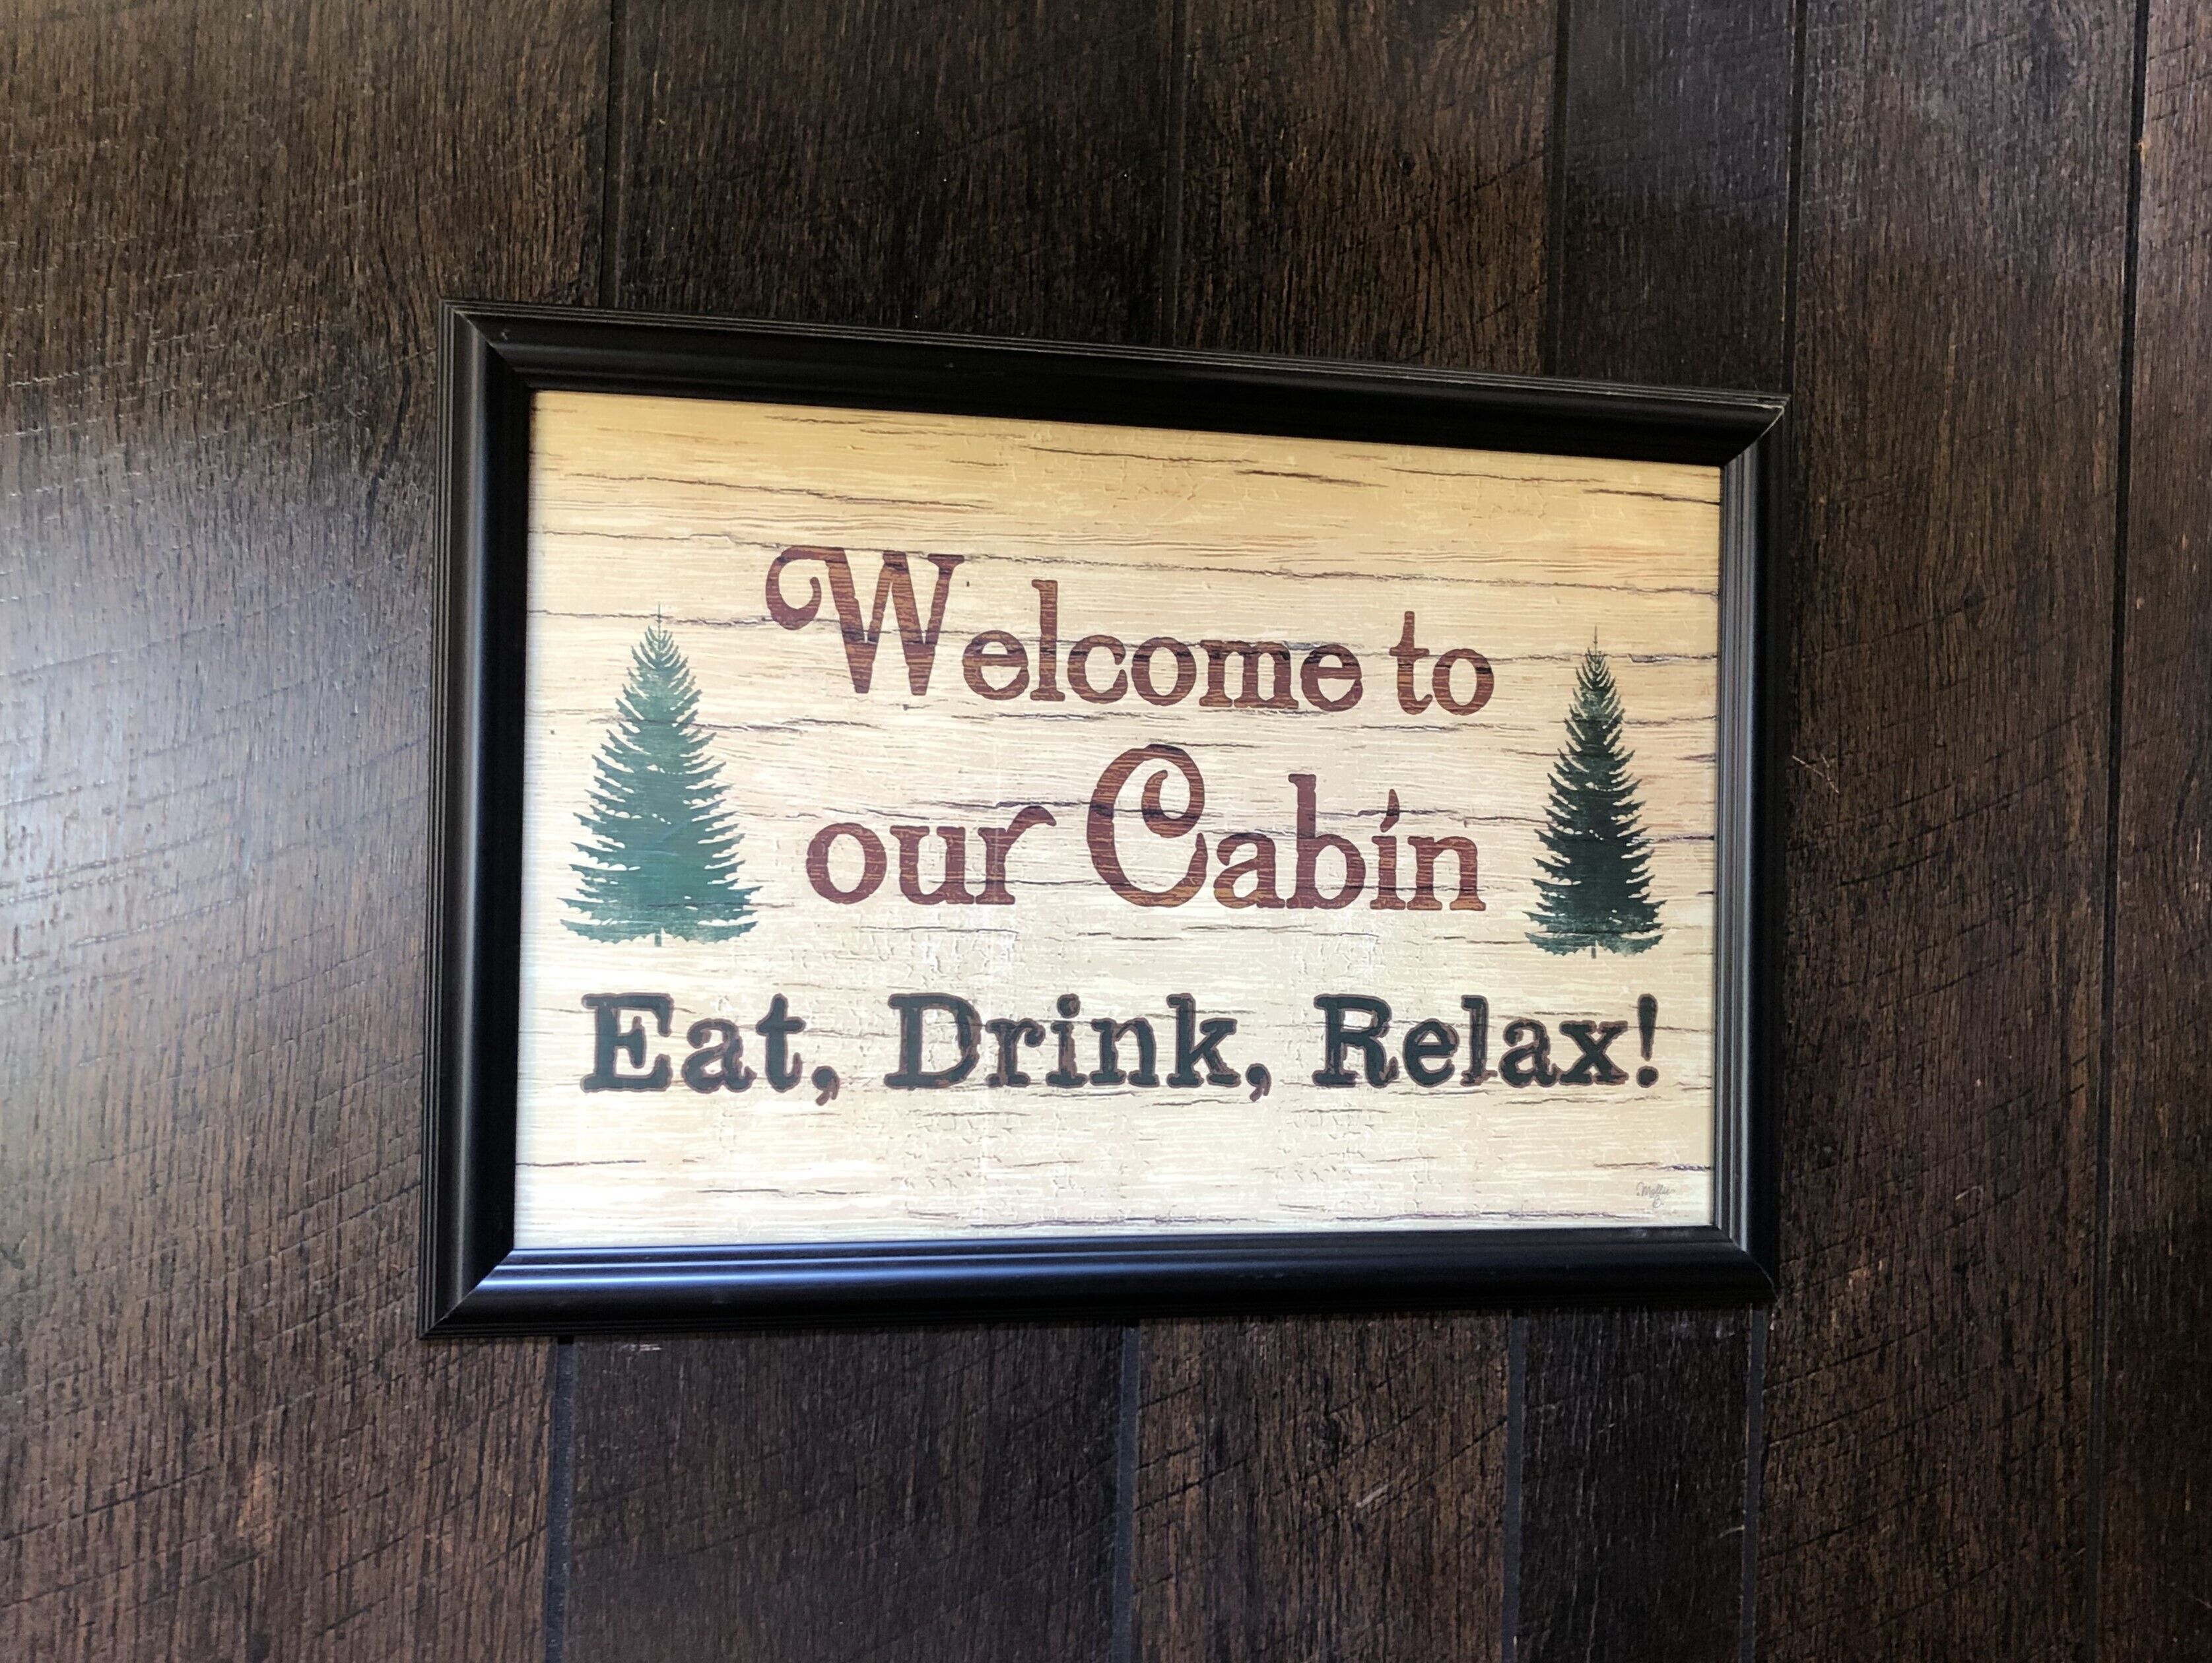 Welcome to
our Cabin
Eat, Drink, Relax!